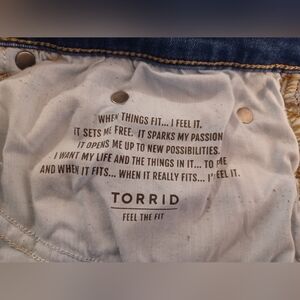 WHEN THINGS FIT... I FEEL IT.
IT SETS ME FREE. IT SPARKS MY PASSION
IT OPENS ME UP TO NEW POSSIBILITIES.
I WANT MY LIFE AND THE THINGS IN IT... TO
AND WHEN IT FITS... WHEN IT REALLY FITS... I FEEL IT.
TORRID
FEEL THE FIT